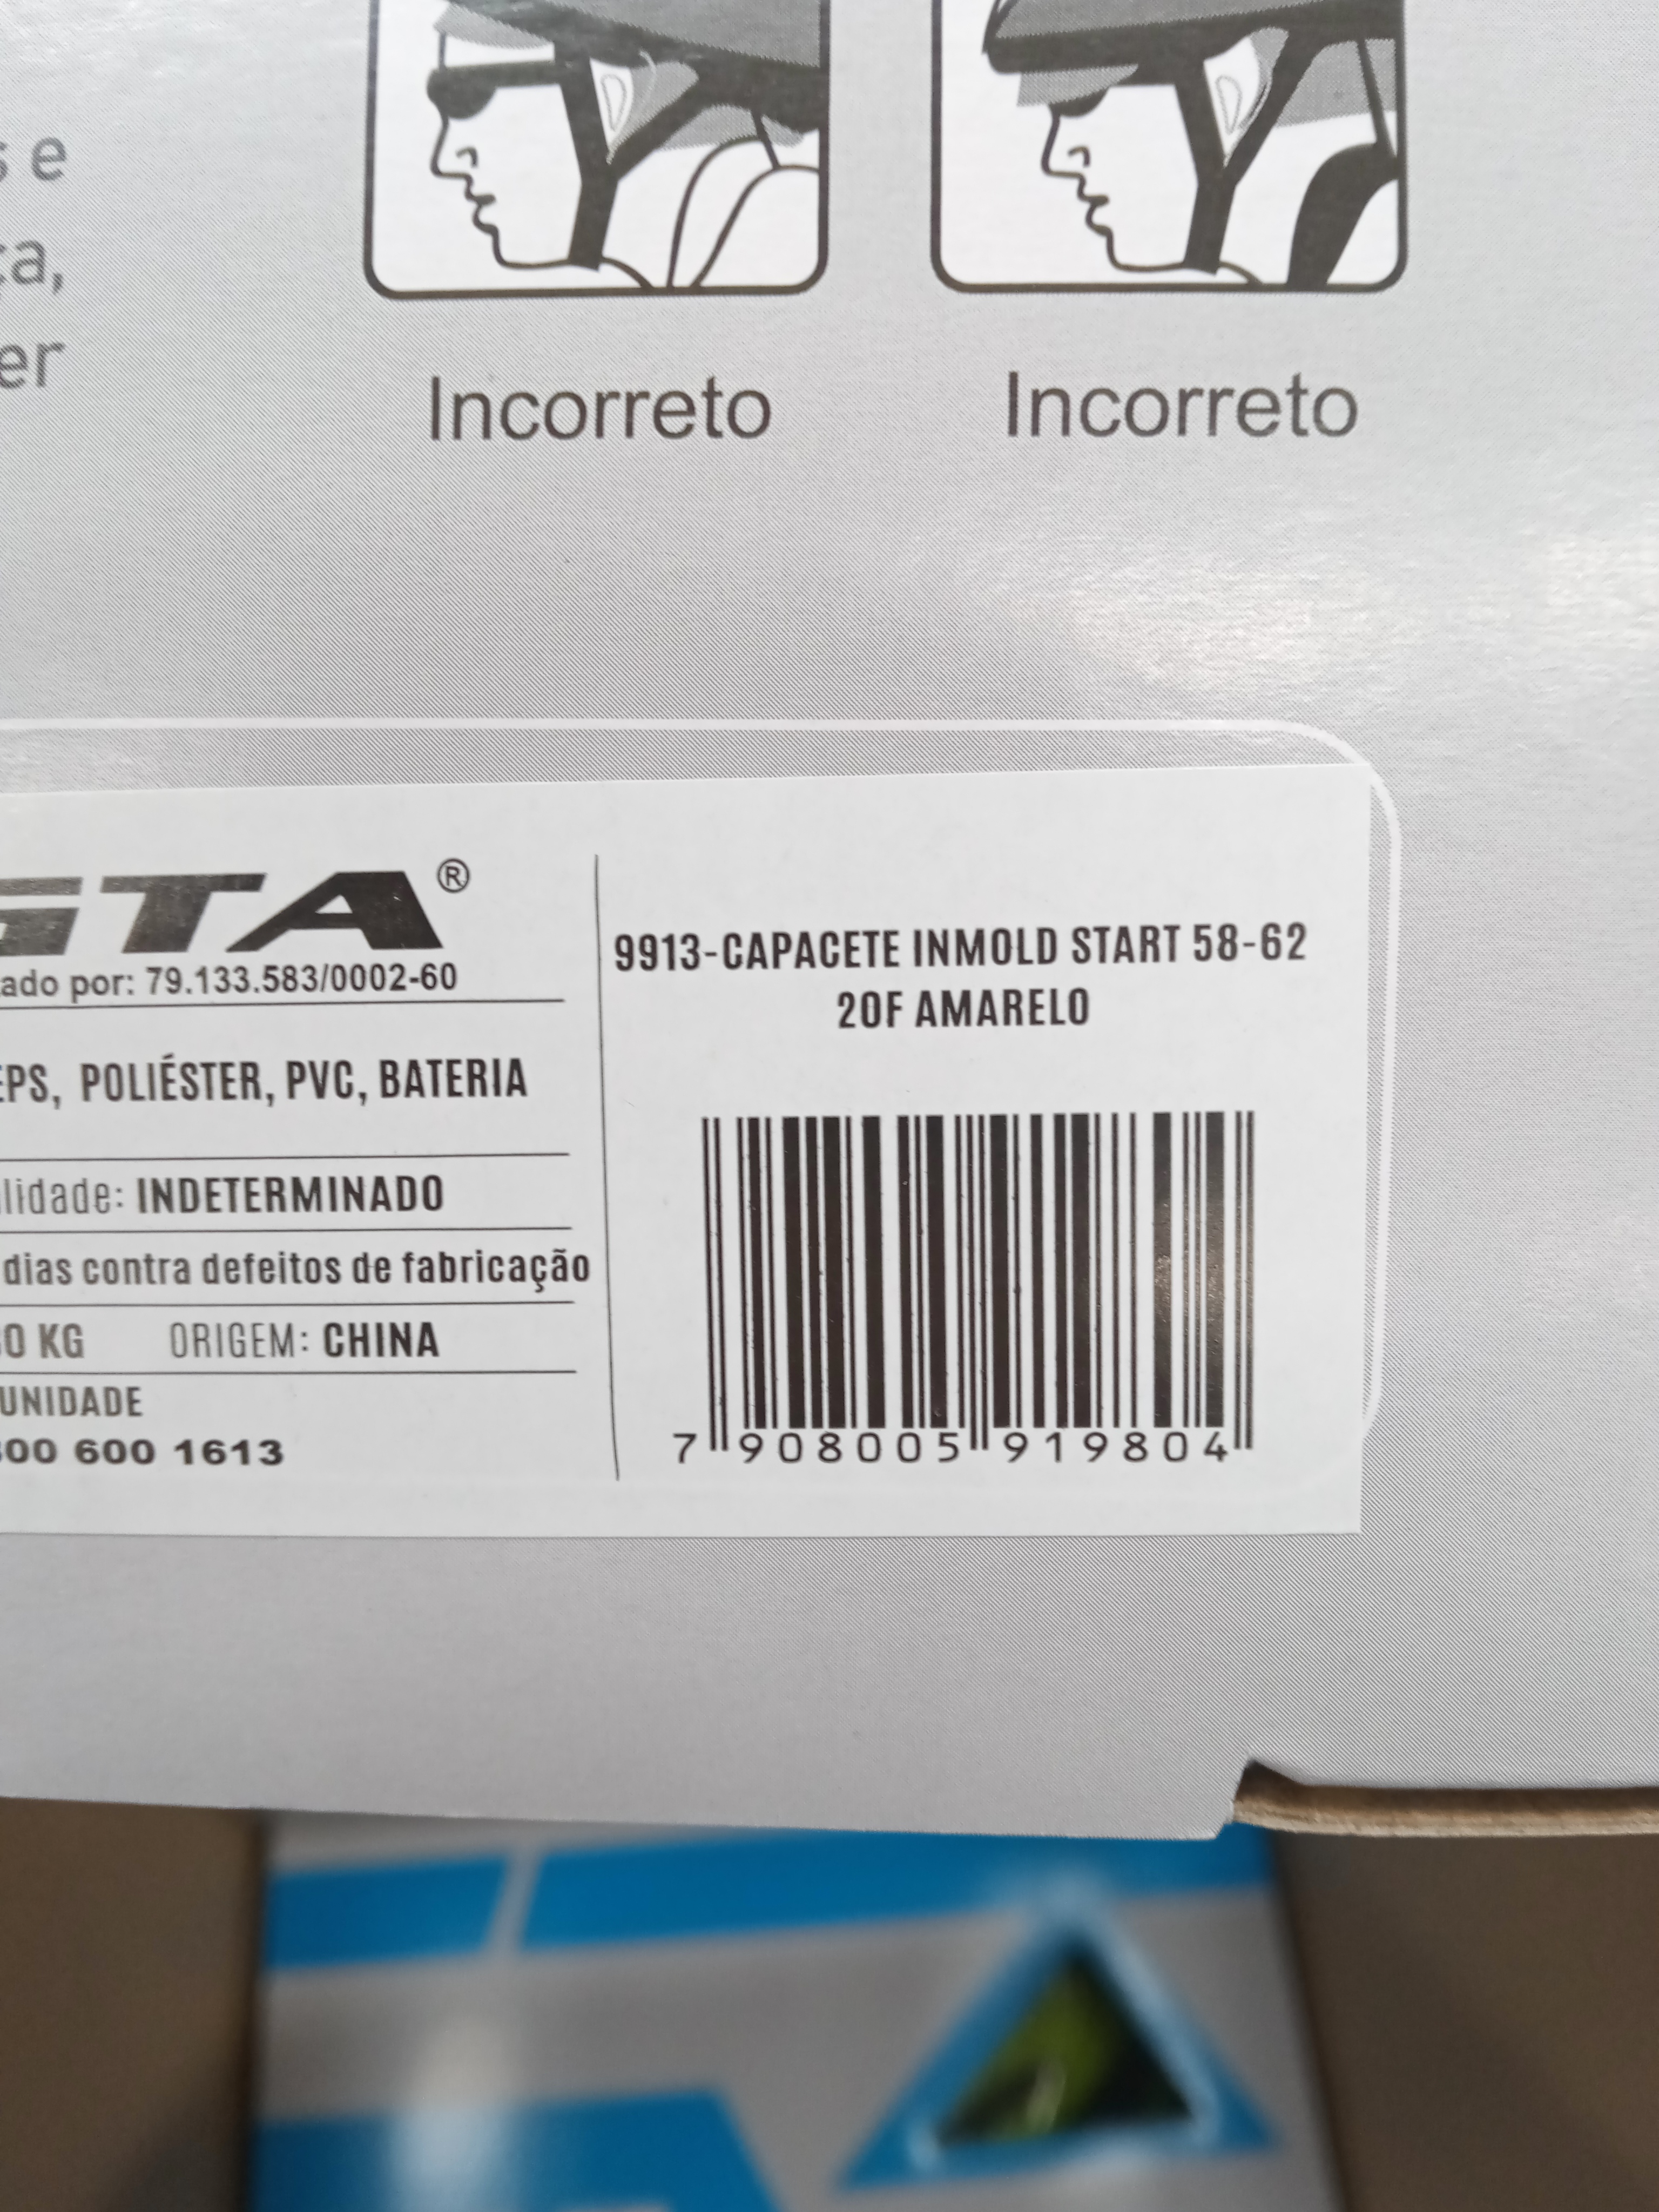 s e
ça,
er
Incorreto
Incorreto
GTA®
ado por: 79.133.583/0002-60
EPS, POLIÉSTER, PVC, BATERIA
lidade: INDETERMINADO
dias contra defeitos de fabricação
0 KG ORIGEM: CHINA
UNIDADE
00 600 1613
9913-CAPACETE INMOLD START 58-62
20F AMARELO
7 908005 919804